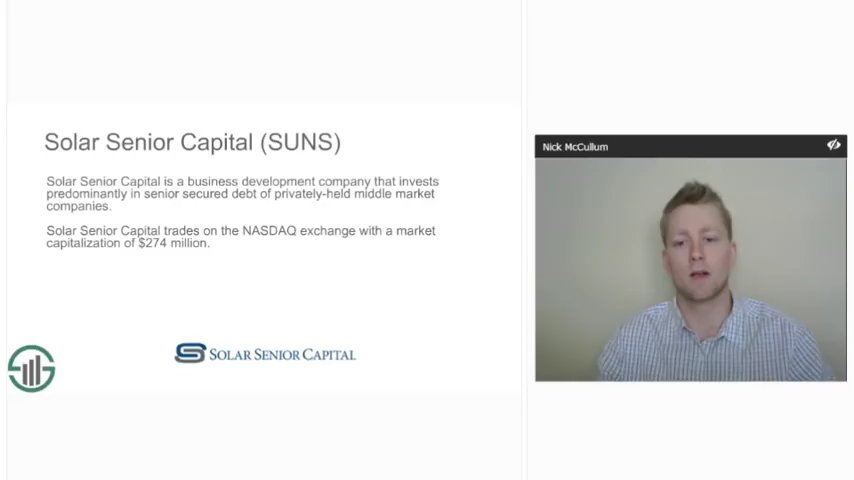 Solar Senior Capital (SUNS)
Solar Senior Capital is a business development company that invests
predominantly in senior secured debt of privately-held middle market
companies.
Solar Senior Capital trades on the NASDAQ exchange with a market
capitalization of $274 million.
SOLAR SENIOR CAPITAL
Nick McCullum